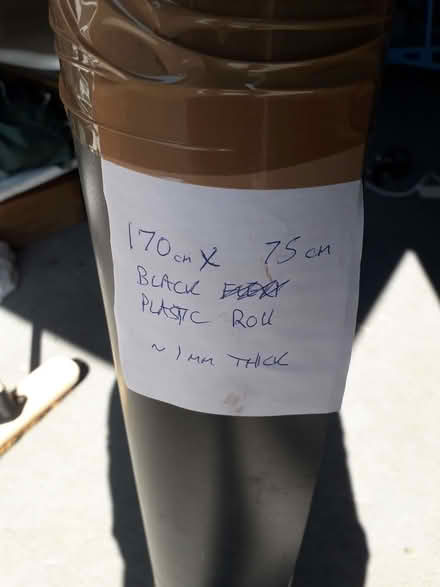 170cm X 75cm
BLACK
PLASTIC ROLL
~ 1mm THICK